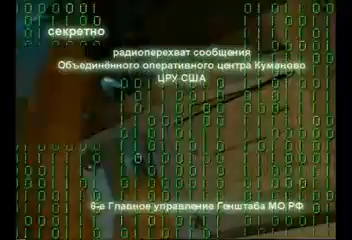 секретно
радиоперехват сообщения
Объединённого оперативного центра Куманово
ЦРУ США
6-е Главное управление Генштаба МО РФ